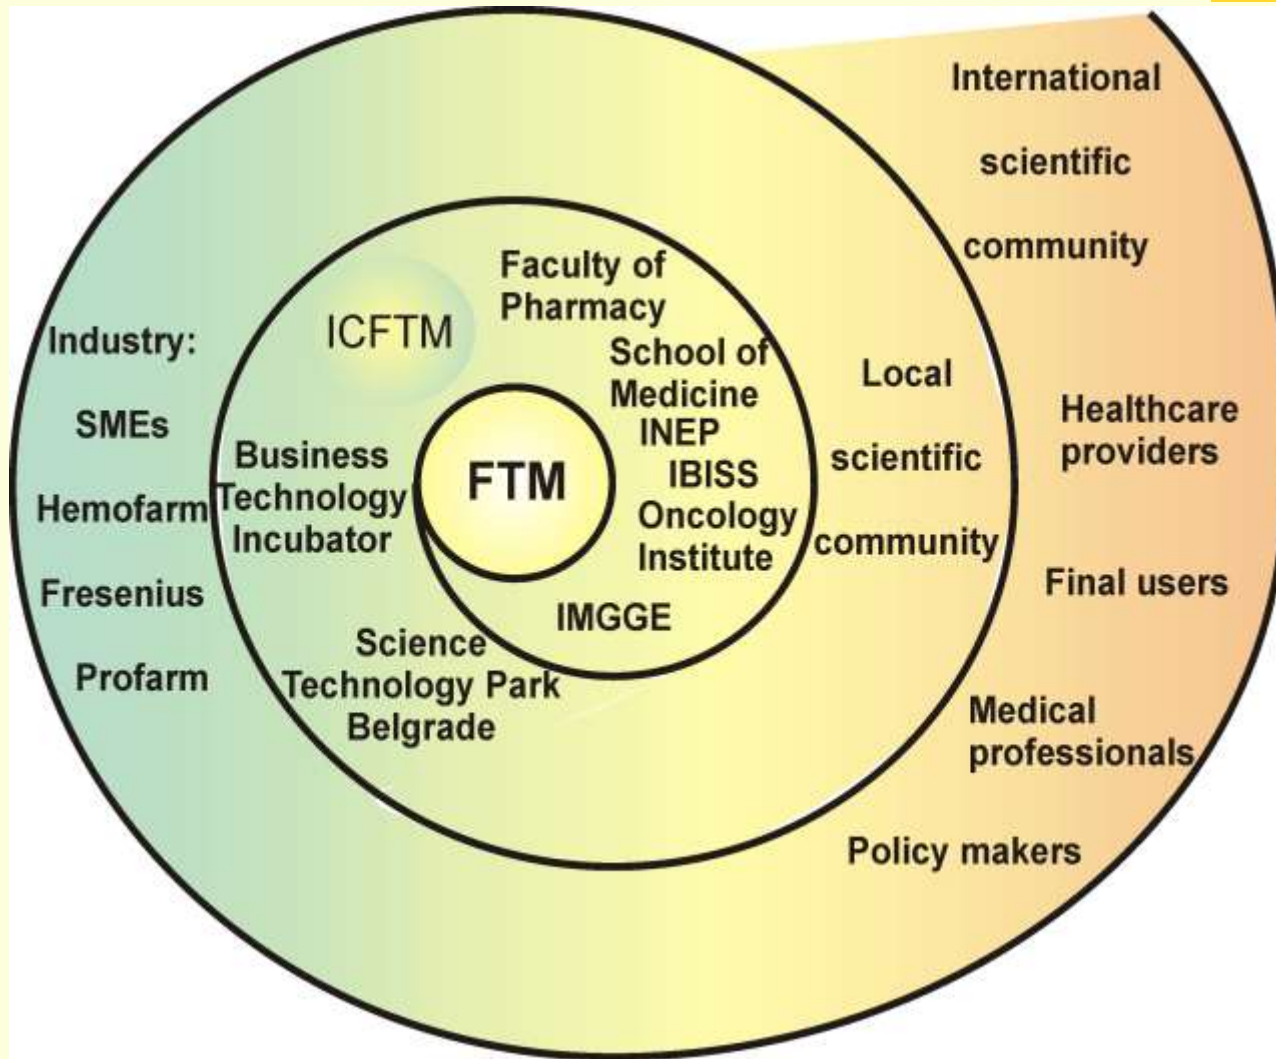 FTM
ICFTM
Faculty of
Pharmacy
School of
Medicine
INEP
IBISS
Oncology
Institute
IMGGE
Business
Technology
Incubator
Science
Technology Park
Belgrade
Industry:
SMEs
Hemofarm
Fresenius
Profarm
Local
scientific
community
International
scientific
community
Healthcare
providers
Final users
Medical
professionals
Policy makers